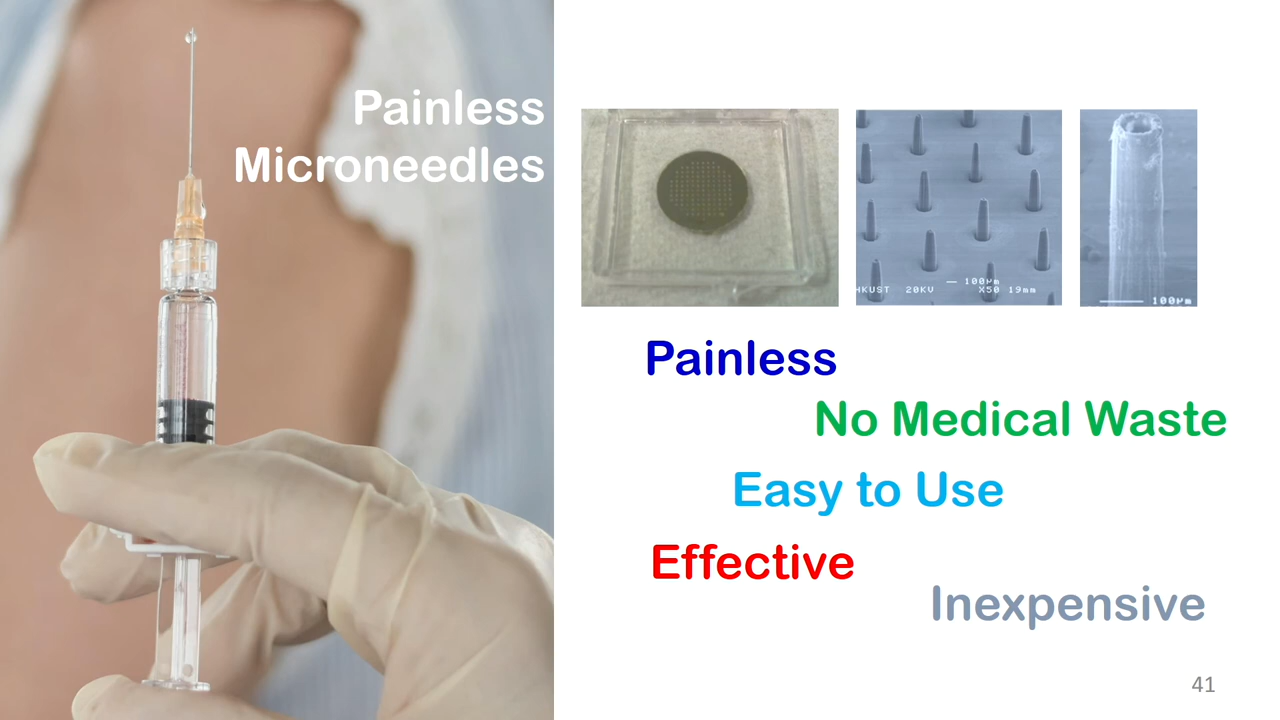 Painless
Microneedles
HKUST 20KV 100µm X50 19mm
100µm
Painless
No Medical Waste
Easy to Use
Effective
Inexpensive
41